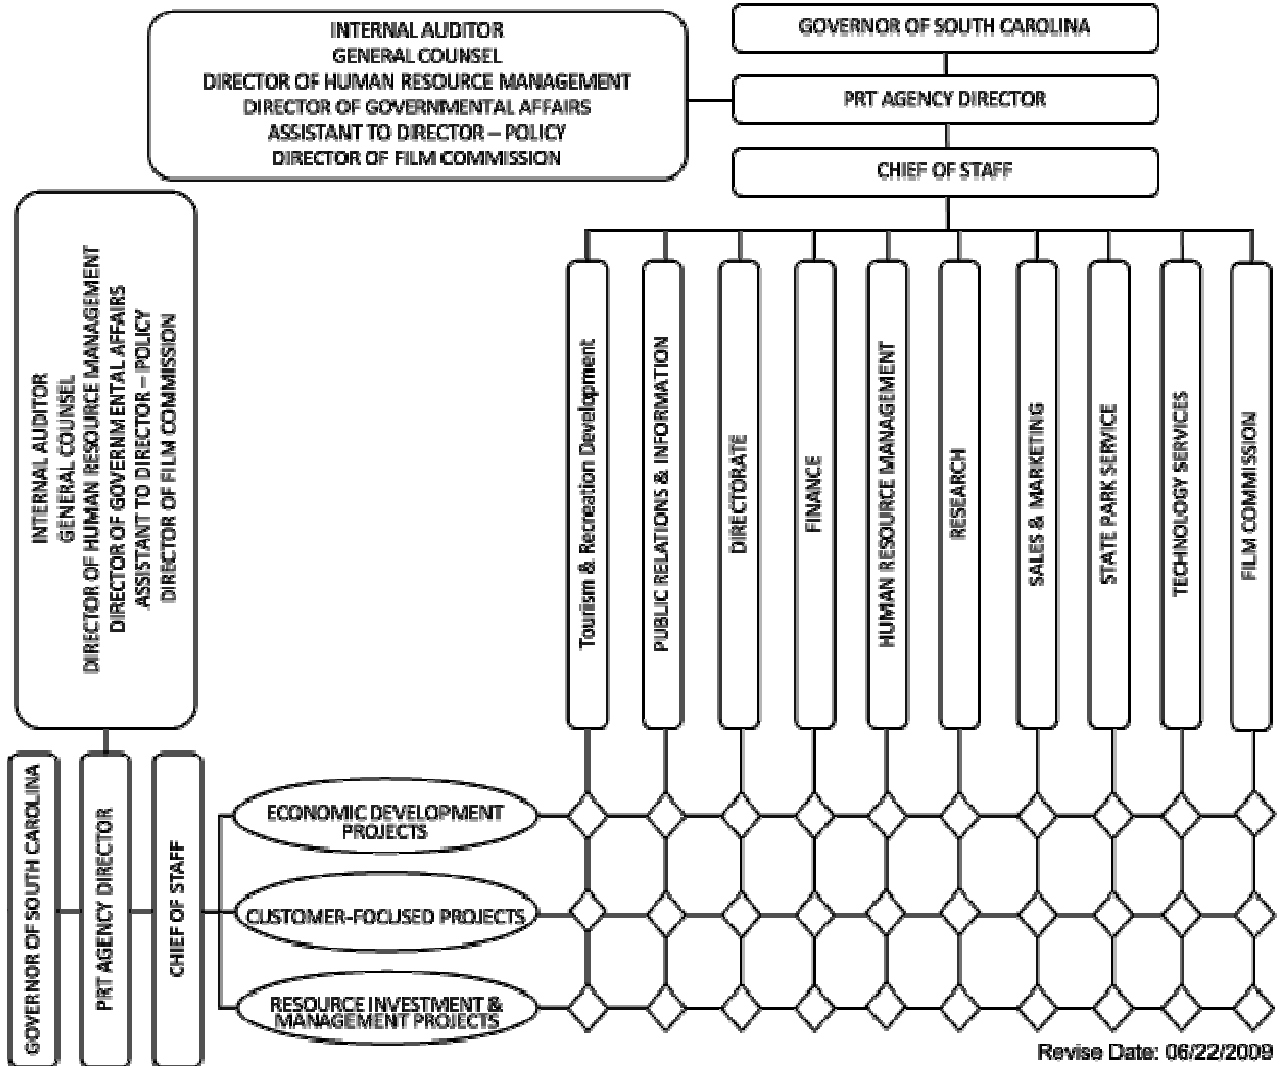 INTERNAL AUDITOR
GENERAL COUNSEL
DIRECTOR OF HUMAN RESOURCE MANAGEMENT
DIRECTOR OF GOVERNMENTAL AFFAIRS
ASSISTANT TO DIRECTOR – POLICY
DIRECTOR OF FILM COMMISSION
GOVERNOR OF SOUTH CAROLINA
PRT AGENCY DIRECTOR
CHIEF OF STAFF
INTERNAL AUDITOR
GENERAL COUNSEL
DIRECTOR OF HUMAN RESOURCE MANAGEMENT
DIRECTOR OF GOVERNMENTAL AFFAIRS
ASSISTANT TO DIRECTOR – POLICY
DIRECTOR OF FILM COMMISSION
Tourism & Recreation Development
PUBLIC RELATIONS & INFORMATION
DIRECTORATE
FINANCE
HUMAN RESOURCE MANAGEMENT
RESEARCH
SALES & MARKETING
STATE PARK SERVICE
TECHNOLOGY SERVICES
FILM COMMISSION
GOVERNOR OF SOUTH CAROLINA
PRT AGENCY DIRECTOR
CHIEF OF STAFF
ECONOMIC DEVELOPMENT
PROJECTS
CUSTOMER-FOCUSED PROJECTS
RESOURCE INVESTMENT &
MANAGEMENT PROJECTS
Revise Date: 06/22/2009